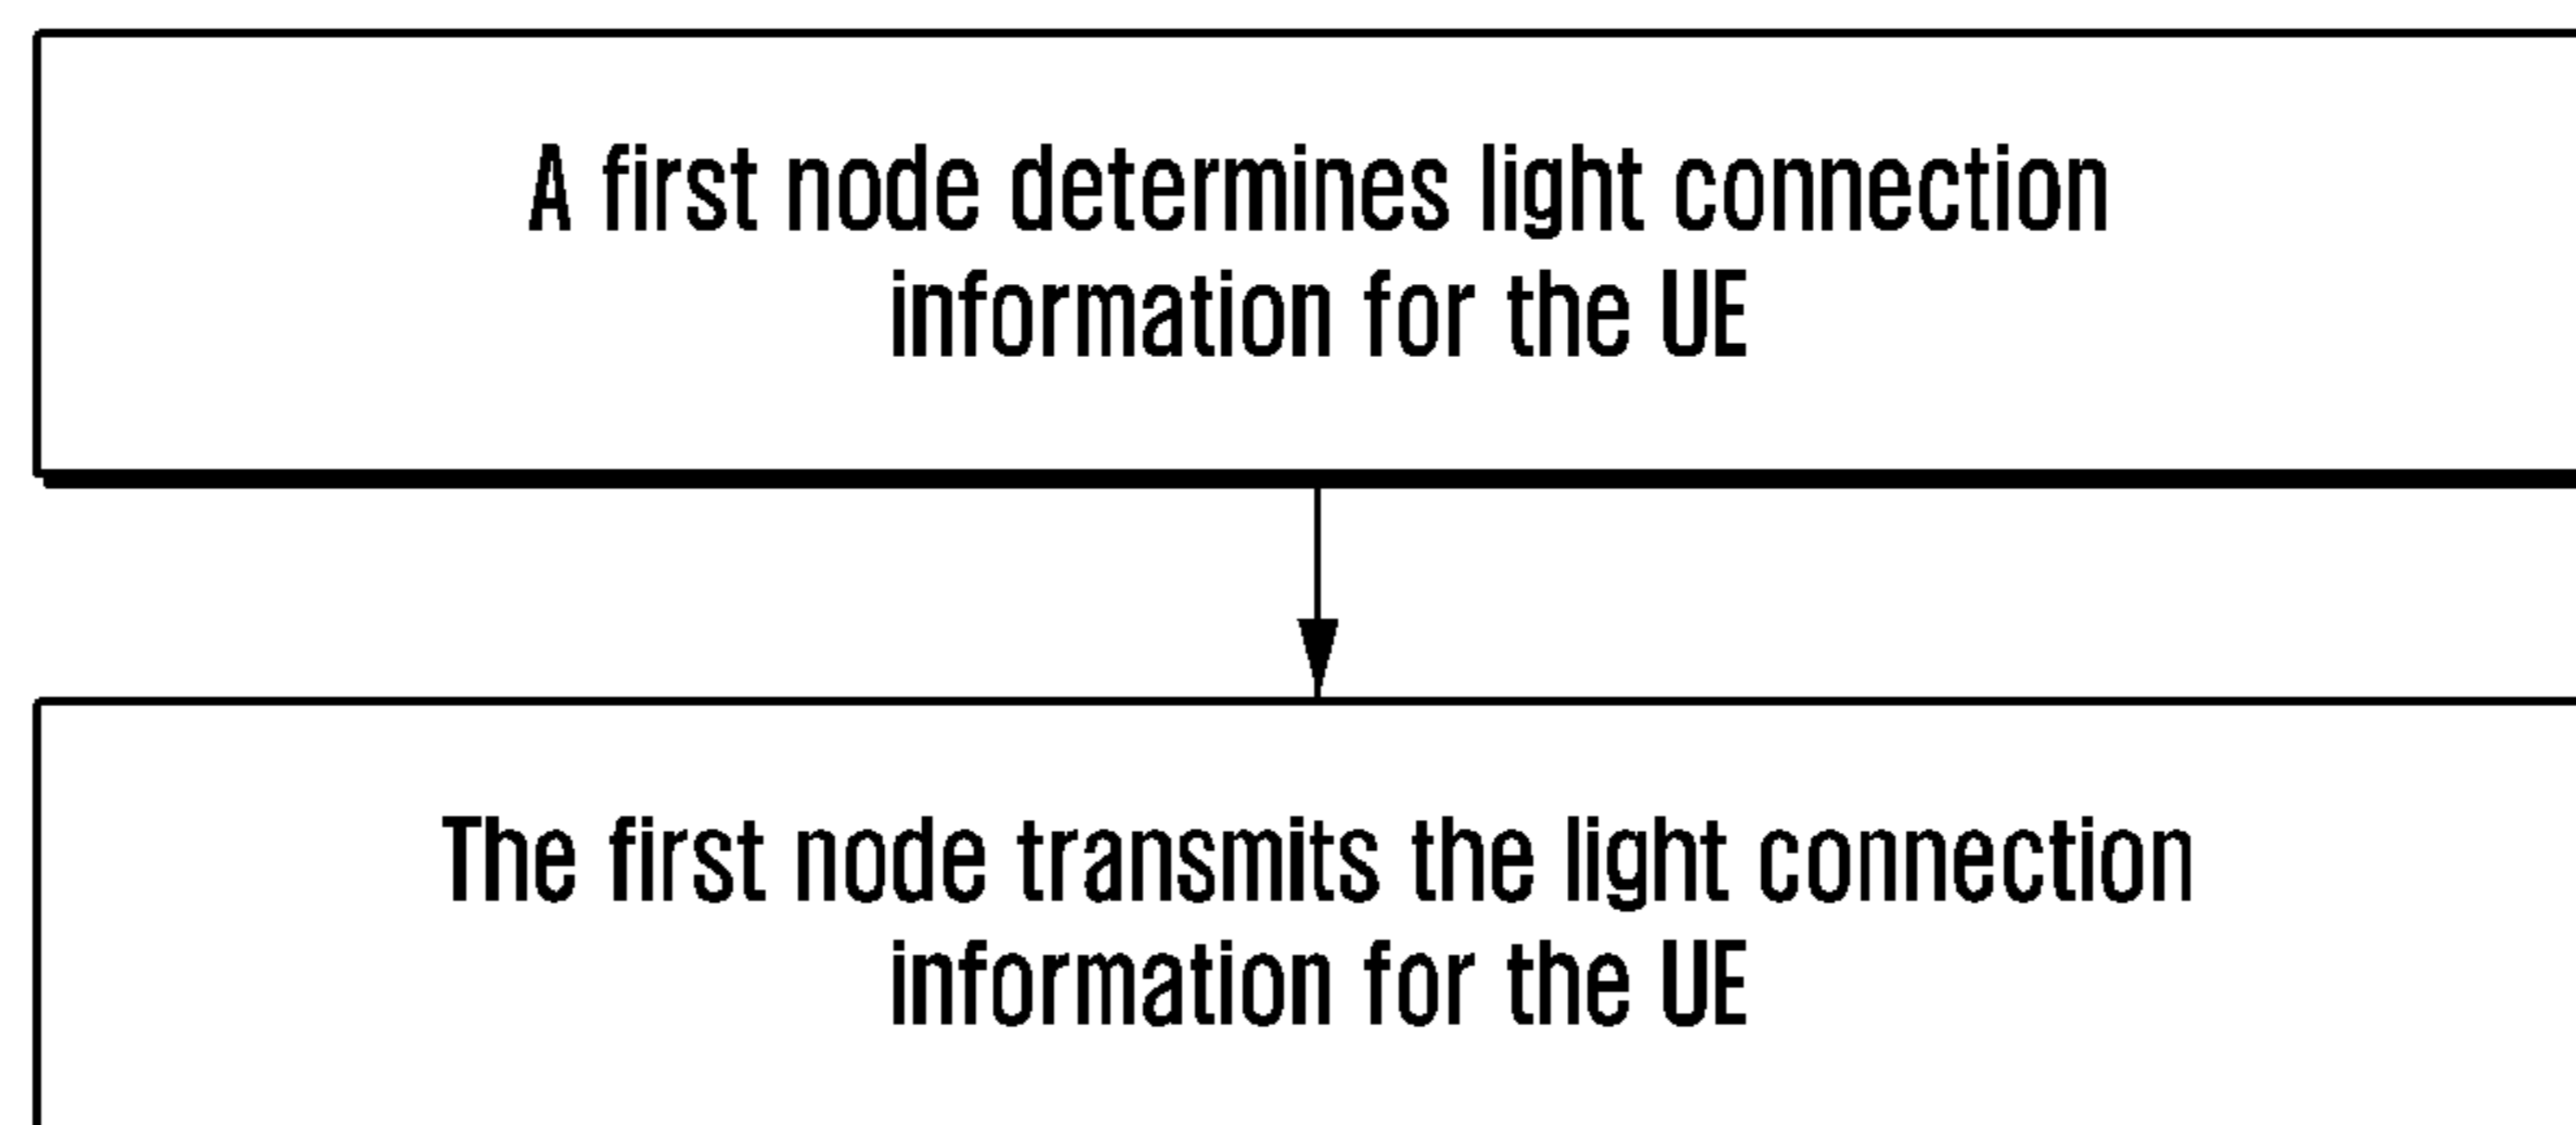 A first node determines light connection
information for the UE
The first node transmits the light connection
information for the UE